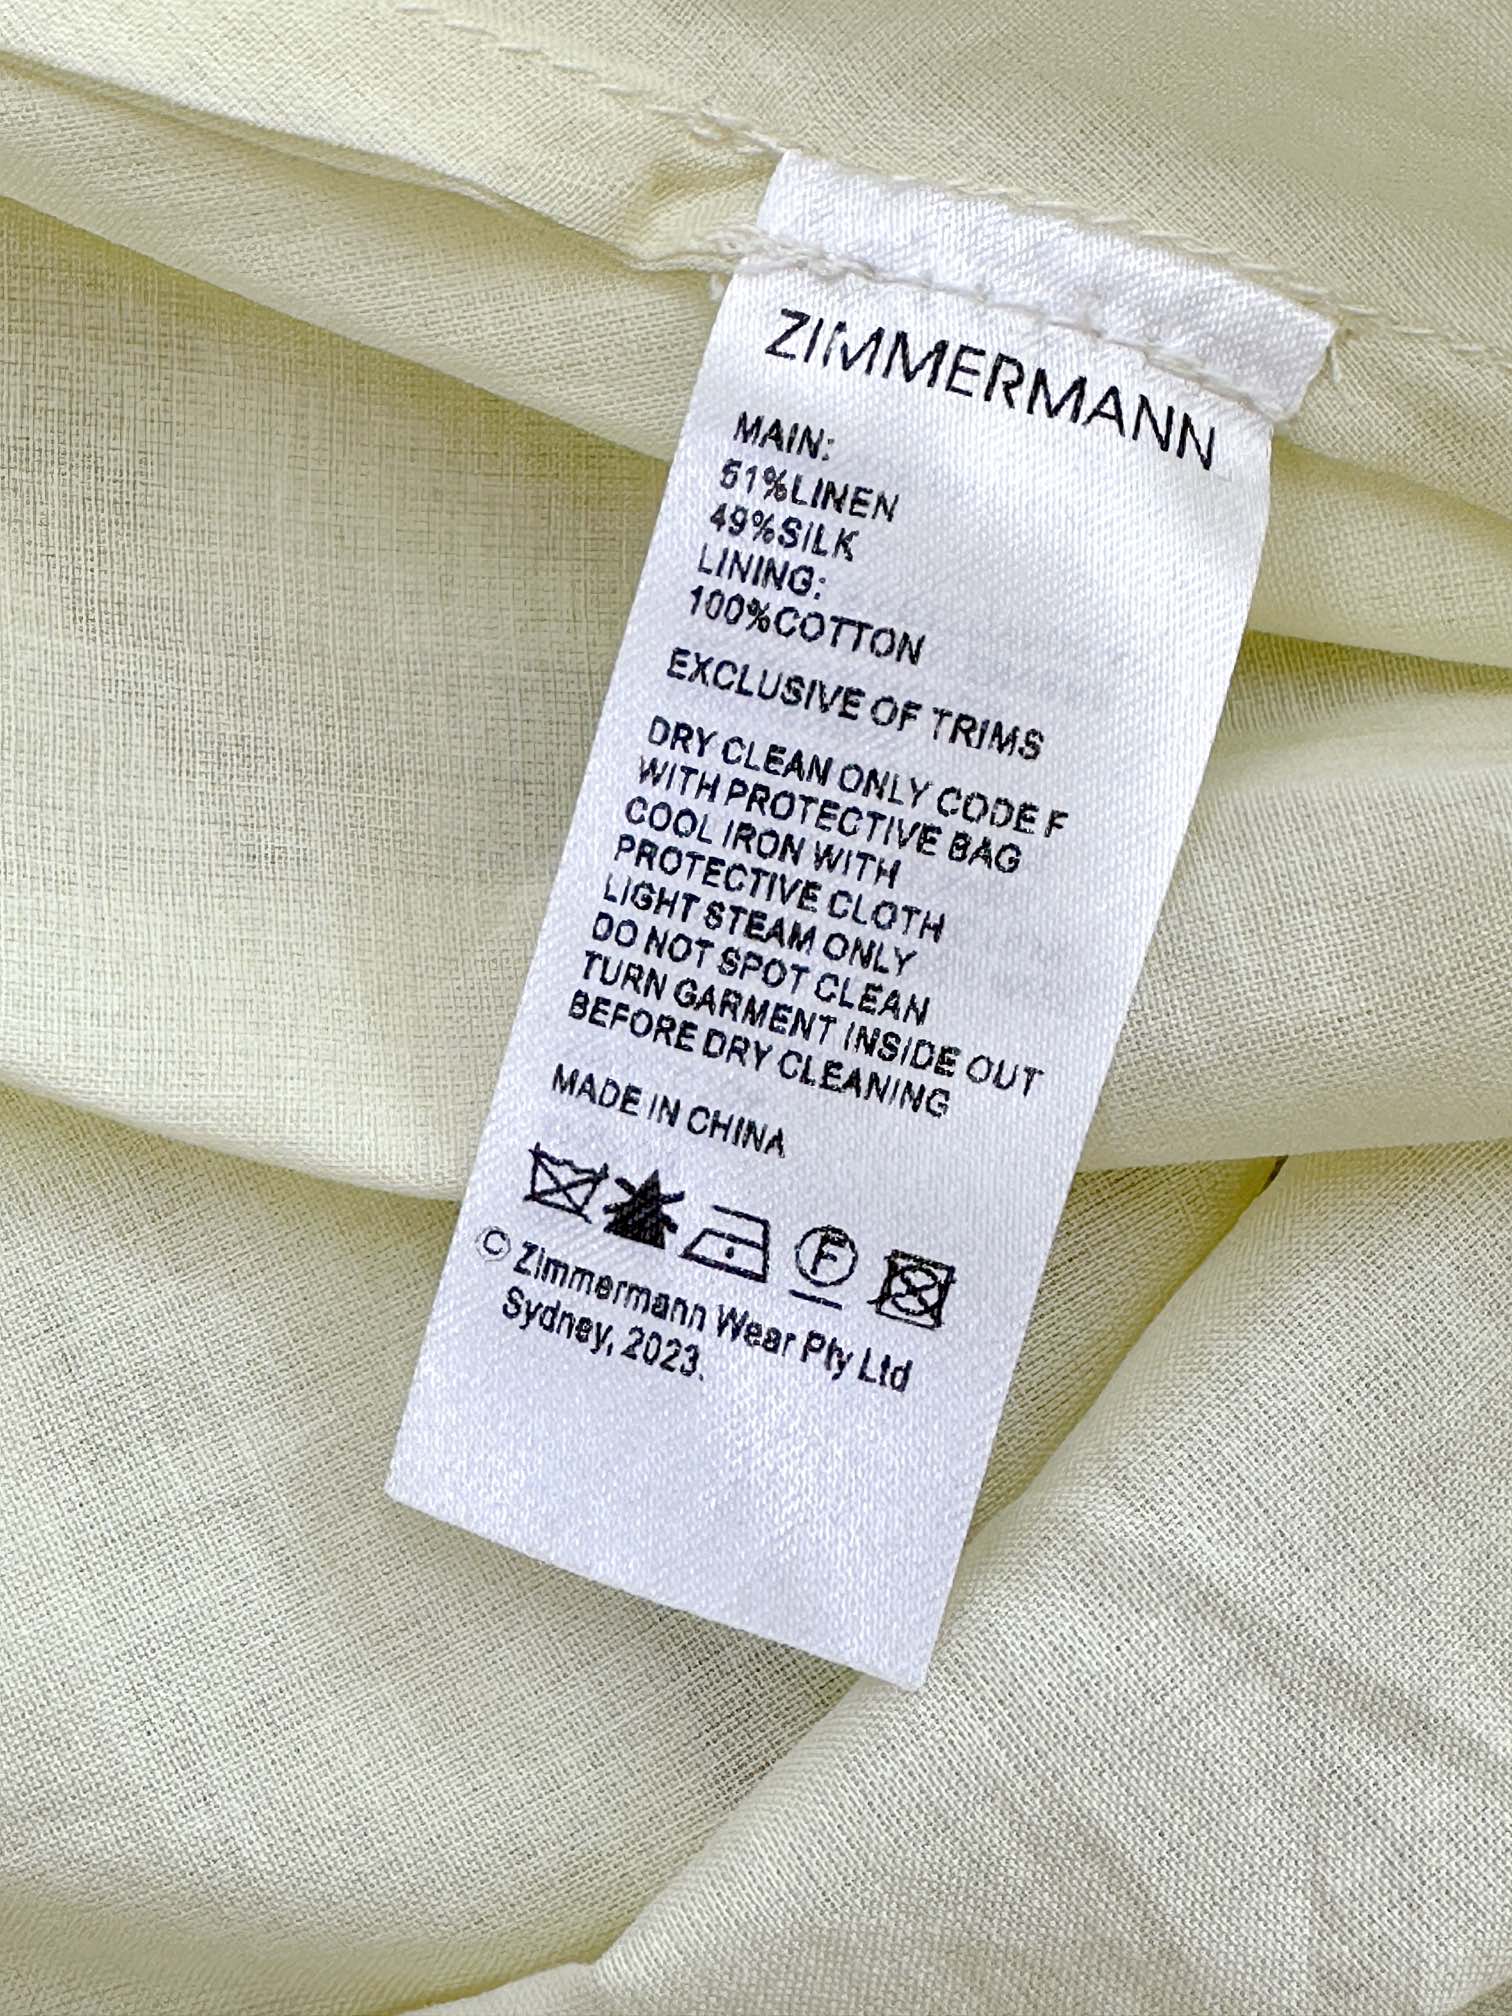 ZIMMERMANN
MAIN:
51%LINEN
49%SILK
LINING:
100%COTTON
EXCLUSIVE OF TRIMS
DRY CLEAN ONLY CODE F
WITH PROTECTIVE BAG
COOL IRON WITH
PROTECTIVE CLOTH
LIGHT STEAM ONLY
DO NOT SPOT CLEAN
TURN GARMENT INSIDE OUT
BEFORE DRY CLEANING
MADE IN CHINA
F
© Zimmermann Wear Pty Ltd
Sydney, 2023.